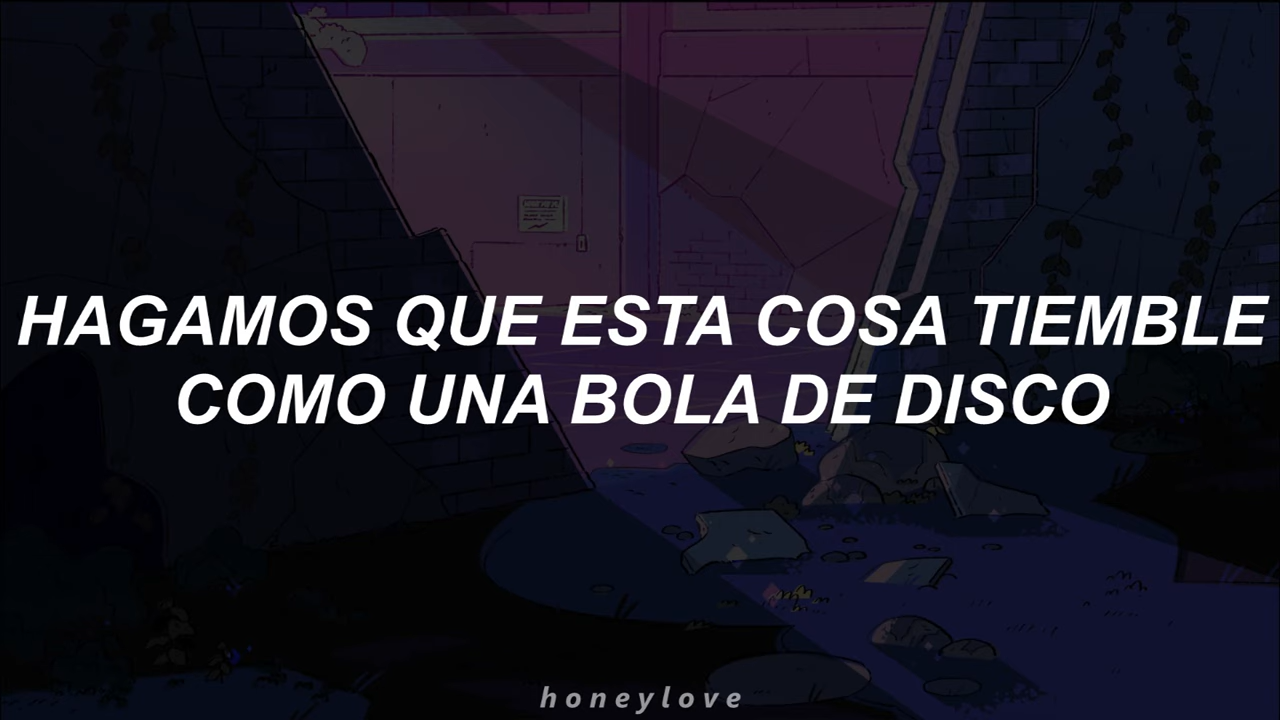 HAGAMOS QUE ESTA COSA TIEMBLE
COMO UNA BOLA DE DISCO
honeylove